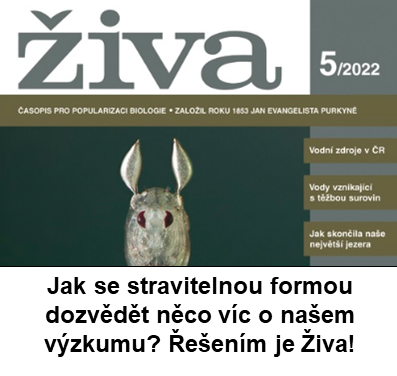 živa
5/2022
ČASOPIS PRO POPULARIZACI BIOLOGIE • ZALOŽIL ROKU 1853 JAN EVANGELISTA PURKYNĚ
Vodní zdroje v ČR
Vody vznikající
s těžbou surovin
Jak skončila naše
největší jezera
Jak se stravitelnou formou
dozvědět něco víc o našem
výzkumu? Řešením je Živa!